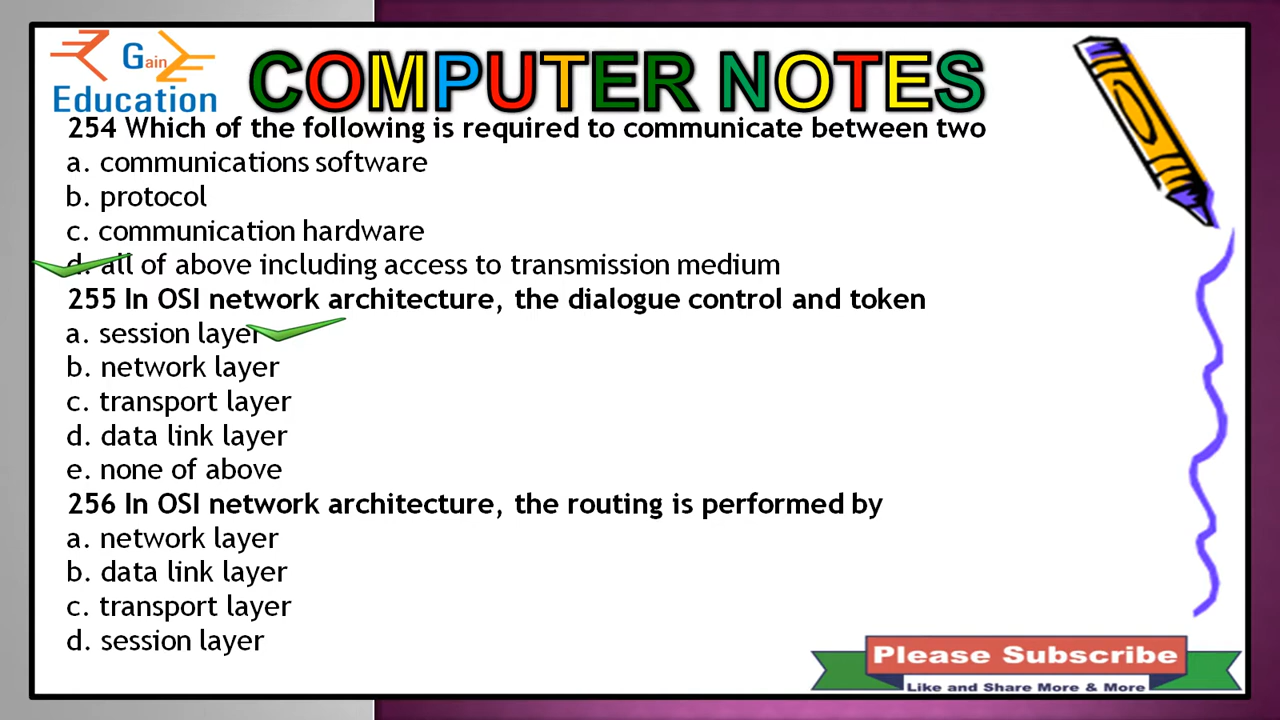 Gain
Education
COMPUTER NOTES
254 Which of the following is required to communicate between two
a. communications software
b. protocol
c. communication hardware
d. all of above including access to transmission medium
255 In OSI network architecture, the dialogue control and token
a. session layer
b. network layer
c. transport layer
d. data link layer
e. none of above
256 In OSI network architecture, the routing is performed by
a. network layer
b. data link layer
c. transport layer
d. session layer
Please Subscribe
Like and Share More & More